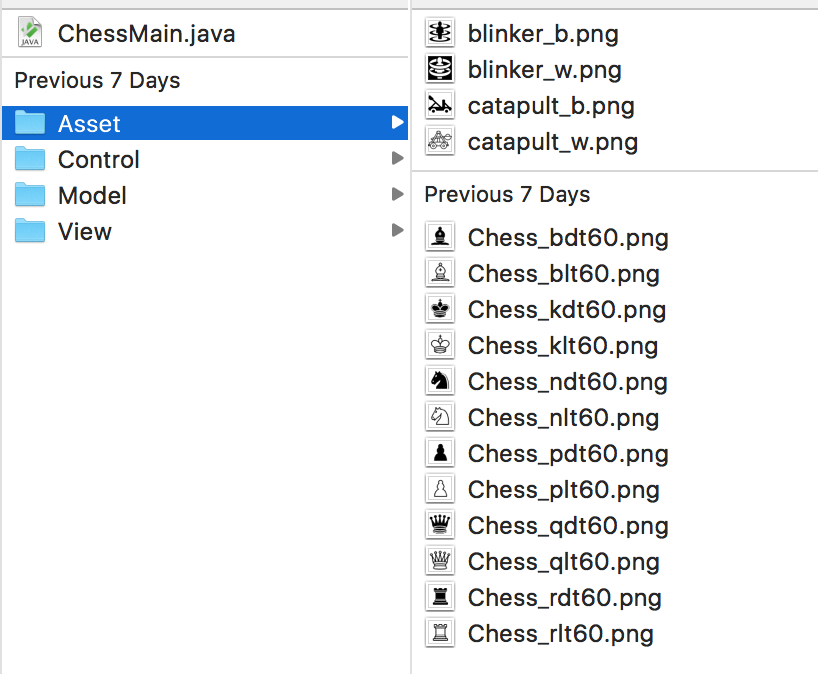 ChessMain.java
Previous 7 Days
Asset
Control
Model
View
blinker_b.png
blinker_w.png
catapult_b.png
catapult_w.png
Previous 7 Days
Chess_bdt60.png
Chess_blt60.png
Chess_kdt60.png
Chess_klt60.png
Chess_ndt60.png
Chess_nlt60.png
Chess_pdt60.png
Chess_plt60.png
Chess_qdt60.png
Chess_qlt60.png
Chess_rdt60.png
Chess_rlt60.png